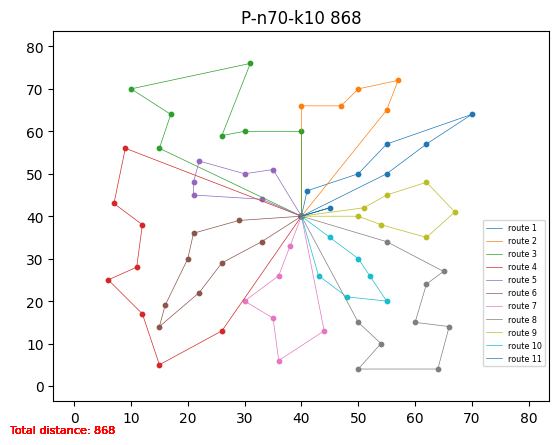 P-n70-k10 868
80
70
60
50
40
30
20
10
0
route 1
route 2
route 3
route 4
route 5
route 6
route 7
route 8
route 9
route 10
route 11
0 10 20 30 40 50 60 70 80
Total distance: 868